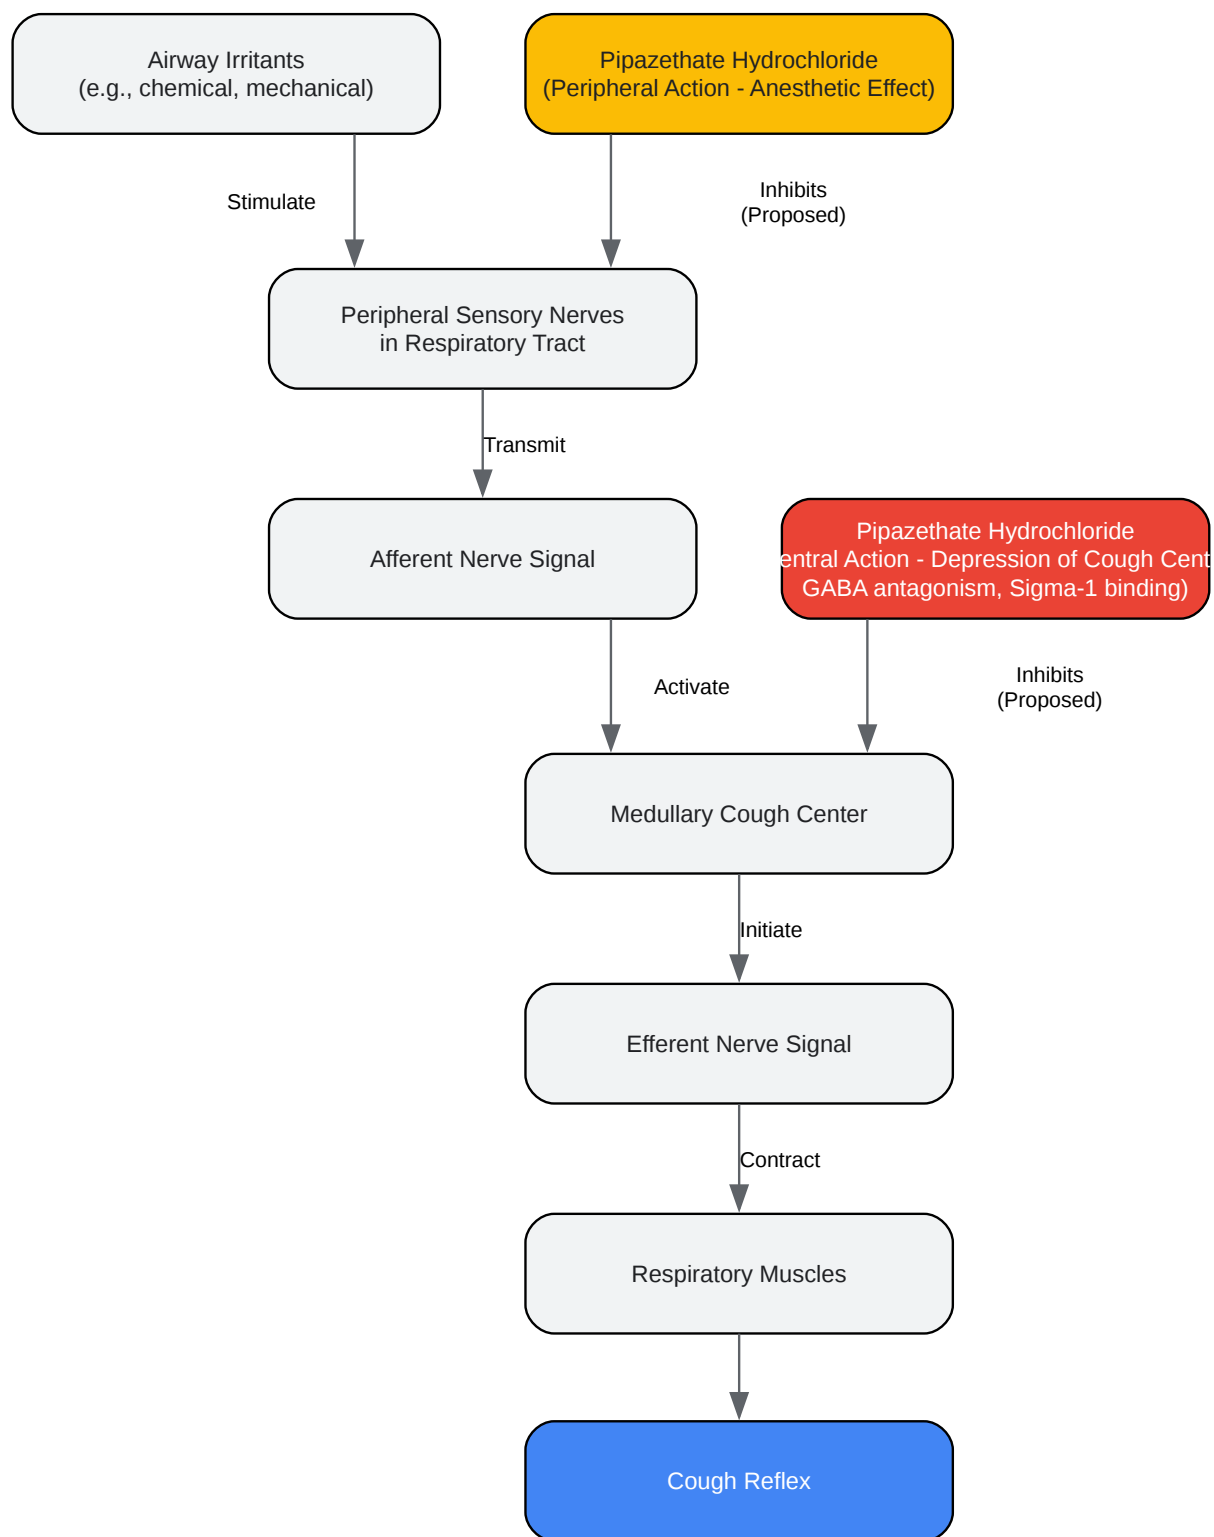 Airway Irritants
(e.g., chemical, mechanical)
Pipazethate Hydrochloride
(Peripheral Action - Anesthetic Effect)
Stimulate
Inhibits
(Proposed)
Peripheral Sensory Nerves
in Respiratory Tract
Transmit
Afferent Nerve Signal
Pipazethate Hydrochloride
entral Action - Depression of Cough Cent
GABA antagonism, Sigma-1 binding)
Activate
Inhibits
(Proposed)
Medullary Cough Center
Initiate
Efferent Nerve Signal
Contract
Respiratory Muscles
Cough Reflex